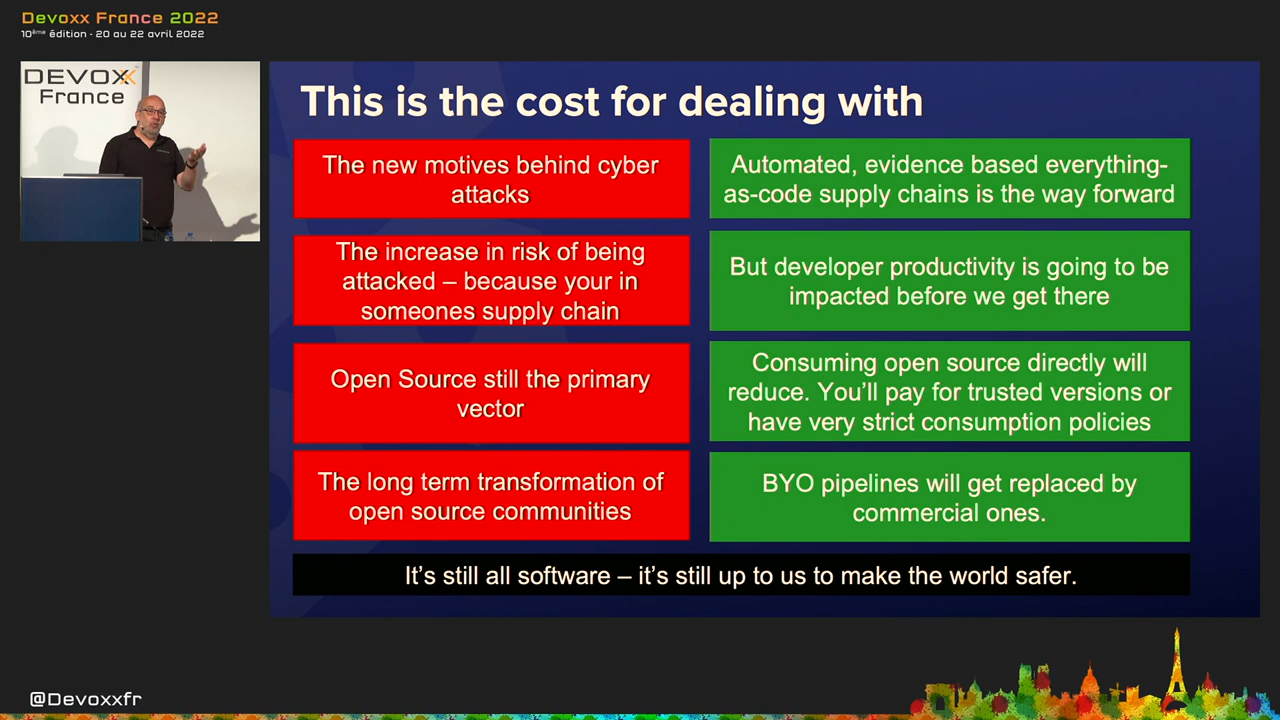 Devoxx France 2022
10ème édition - 20 au 22 avril 2022
DEVOXX
France
This is the cost for dealing with
The new motives behind cyber
attacks
Automated, evidence based everything-
as-code supply chains is the way forward
The increase in risk of being
attacked – because your in
someones supply chain
But developer productivity is going to be
impacted before we get there
Open Source still the primary
vector
Consuming open source directly will
reduce. You’ll pay for trusted versions or
have very strict consumption policies
The long term transformation of
open source communities
BYO pipelines will get replaced by
commercial ones.
It’s still all software – it’s still up to us to make the world safer.
@Devoxxfr